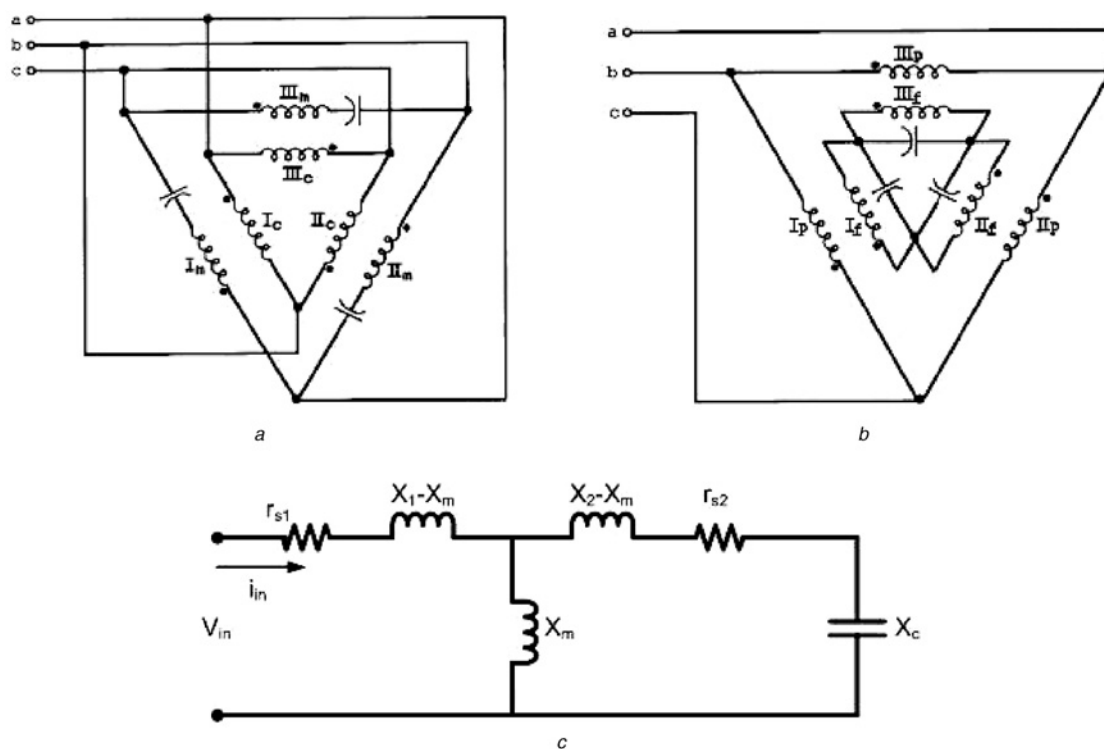 a
b
c
III_m
III_c
I_c
II_c
I_m
II_m
a
a
b
c
III_p
III_f
I_p
I_f
II_f
II_p
b
r_s1
X_1-X_m
X_2-X_m
r_s2
i_in
V_in
X_m
X_c
c